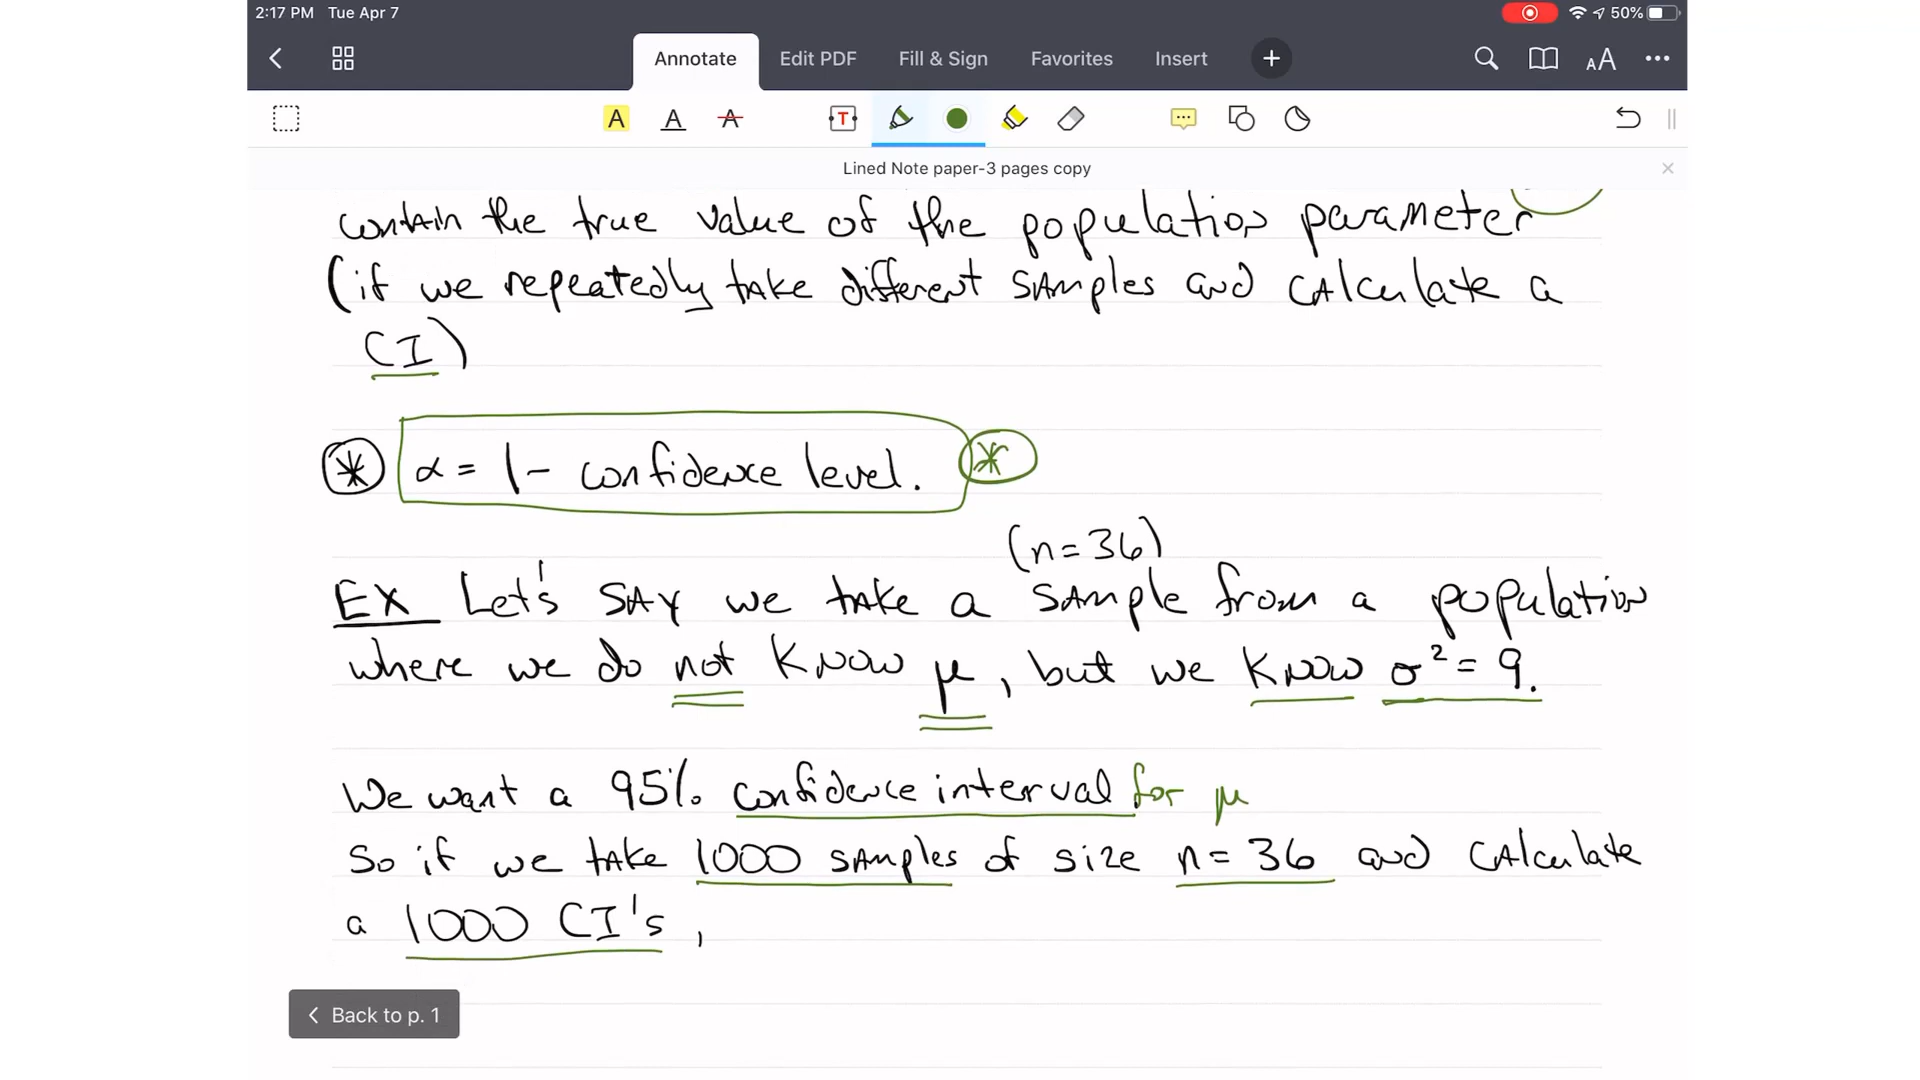 2:17 PM Tue Apr 7 50%
Annotate Edit PDF Fill & Sign Favorites Insert + AA
A A A T
Lined Note paper-3 pages copy
contain the true value of the population parameter
(if we repeatedly take different samples and calculate a
CI)
* α = 1 - confidence level. *
(n=36)
EX Let's say we take a sample from a population
where we do not know μ, but we know σ² = 9.
We want a 95% confidence interval for μ
So if we take 1000 samples of size n = 36 and calculate
a 1000 CI's,
Back to p. 1